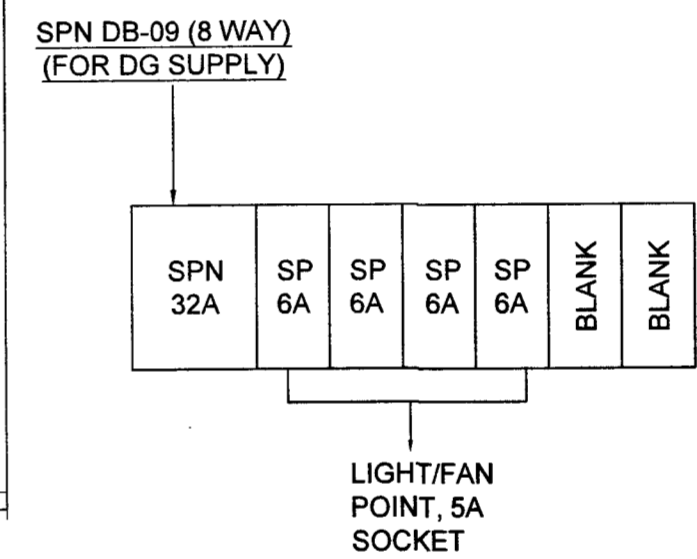 SPN DB-09 (8 WAY)
(FOR DG SUPPLY)
SPN
32A
SP
6A
SP
6A
SP
6A
SP
6A
BLANK
BLANK
LIGHT/FAN
POINT, 5A
SOCKET